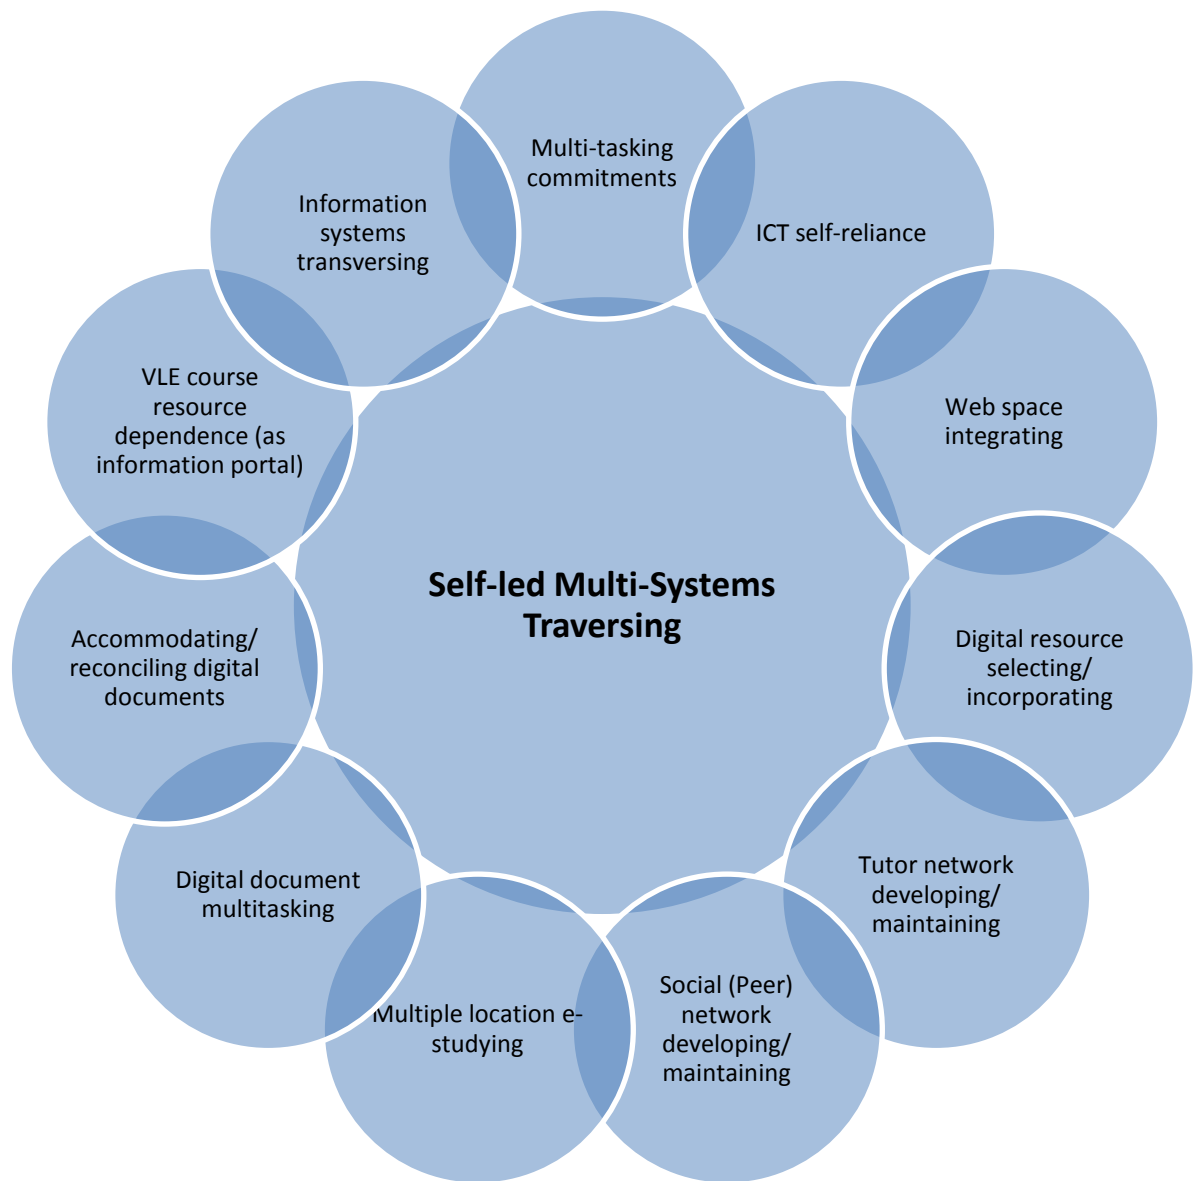 Multi-tasking
commitments
ICT self-reliance
Web space
integrating
Digital resource
selecting/
incorporating
Tutor network
developing/
maintaining
Social (Peer)
network
developing/
maintaining
Multiple location e-
studying
Digital document
multitasking
Accommodating/
reconciling digital
documents
VLE course
resource
dependence (as
information portal)
Information
systems
transversing
Self-led Multi-Systems
Traversing